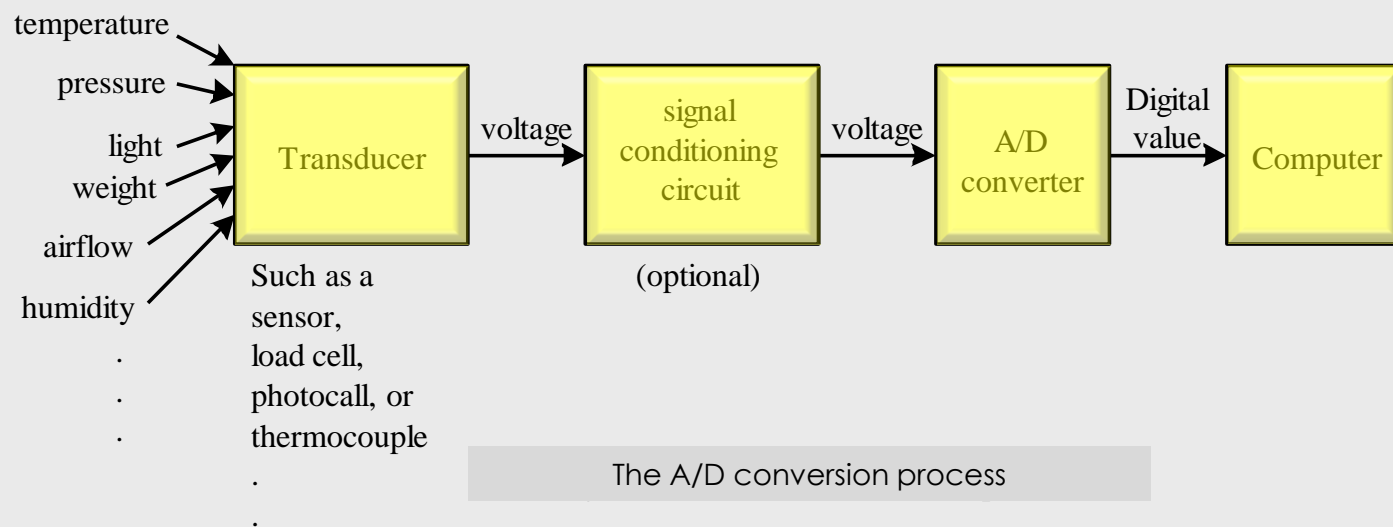 temperature
pressure
light
weight
airflow
humidity
.
.
.
Transducer
Such as a
sensor,
load cell,
photocall, or
thermocouple
.
.
voltage
signal
conditioning
circuit
(optional)
voltage
A/D
converter
Digital
value
Computer
The A/D conversion process